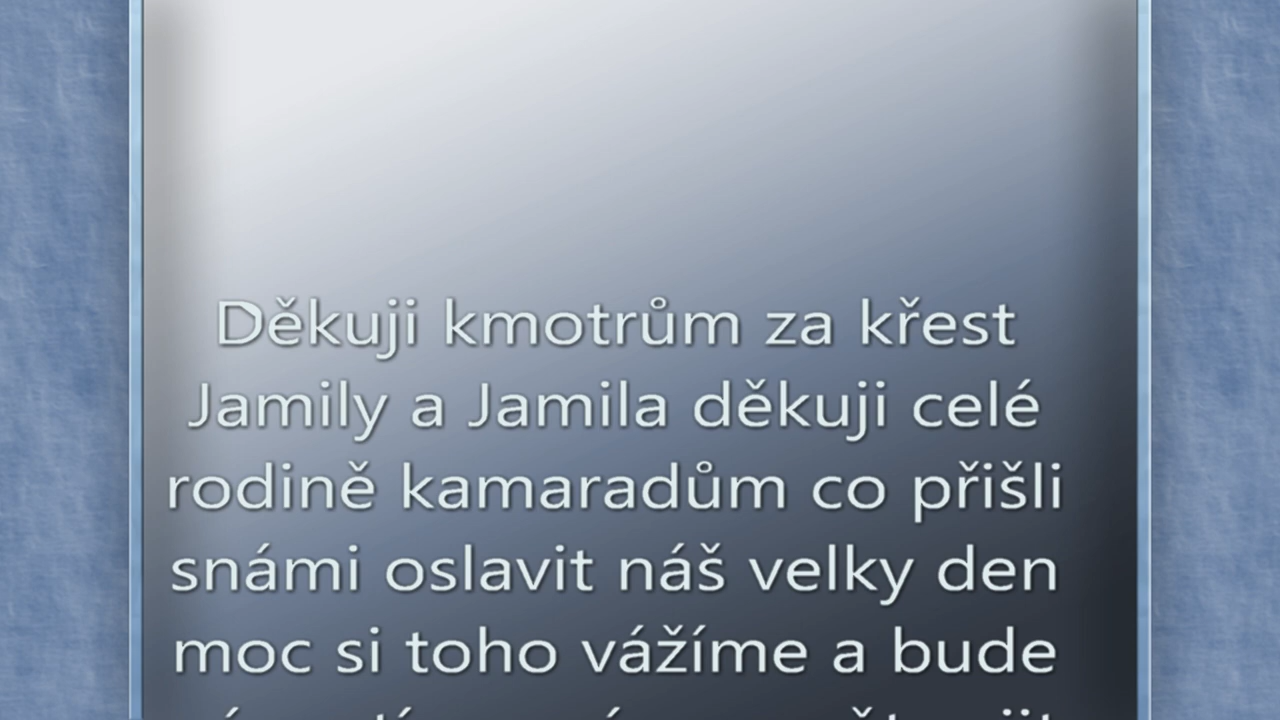 Děkuji kmotrům za křest
Jamily a Jamila děkuji celé
rodině kamaradům co přišli
snámi oslavit náš velky den
moc si toho vážíme a bude